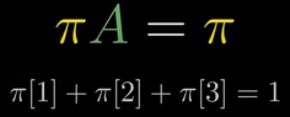 πA = π
π[1] + π[2] + π[3] = 1